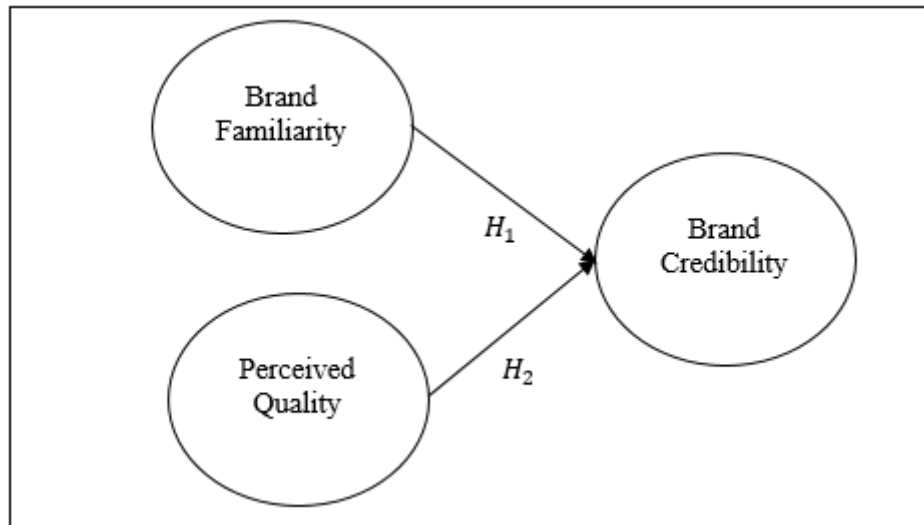 Brand
Familiarity
H₁
Brand
Credibility
Perceived
Quality
H₂